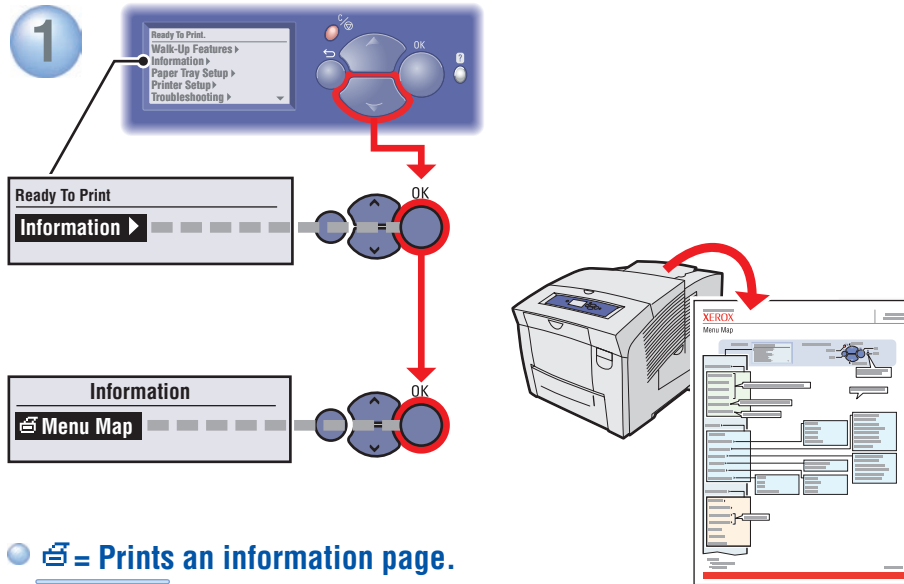 1
Ready To Print.
Walk-Up Features
Information
Paper Tray Setup
Printer Setup
Troubleshooting
C/
OK
?
Ready To Print
Information
OK
Information
Menu Map
OK
XEROX
Menu Map
= Prints an information page.